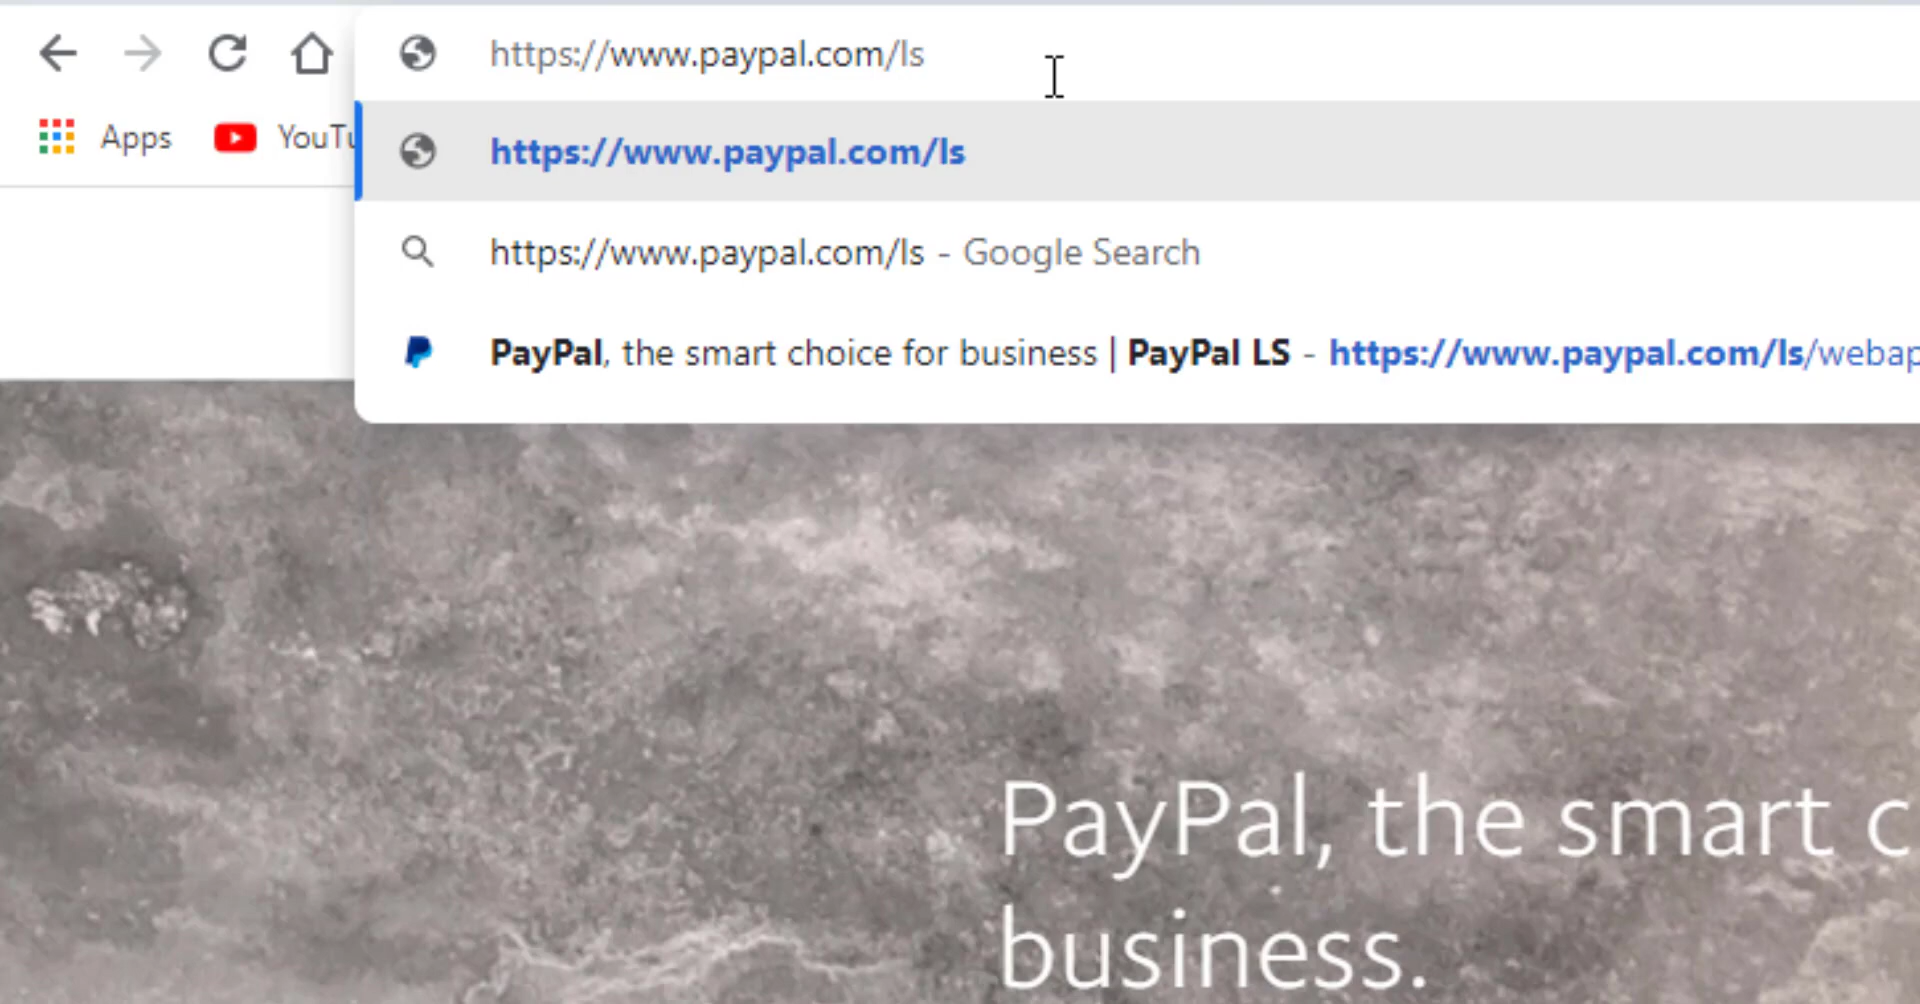 https://www.paypal.com/ls
Apps YouTu
https://www.paypal.com/ls
https://www.paypal.com/ls - Google Search
PayPal, the smart choice for business | PayPal LS - https://www.paypal.com/ls/webap
PayPal, the smart c
business.